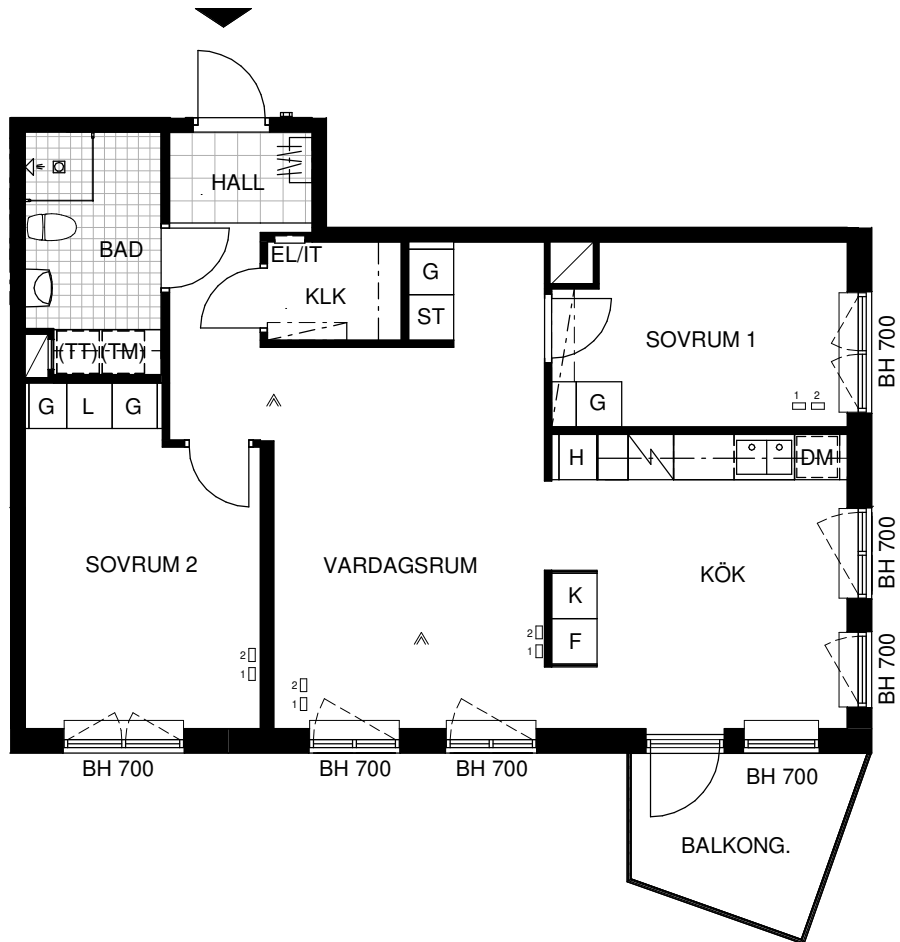 HALL
BAD
EL/IT
KLK
G
ST
SOVRUM 1
BH 700
(TT)
(TM)
G
L
G
G
1 2
H
DM
BH 700
SOVRUM 2
VARDAGSRUM
KÖK
K
F
2
1
2
1
2
1
BH 700
BH 700
BH 700
BH 700
BH 700
BALKONG.